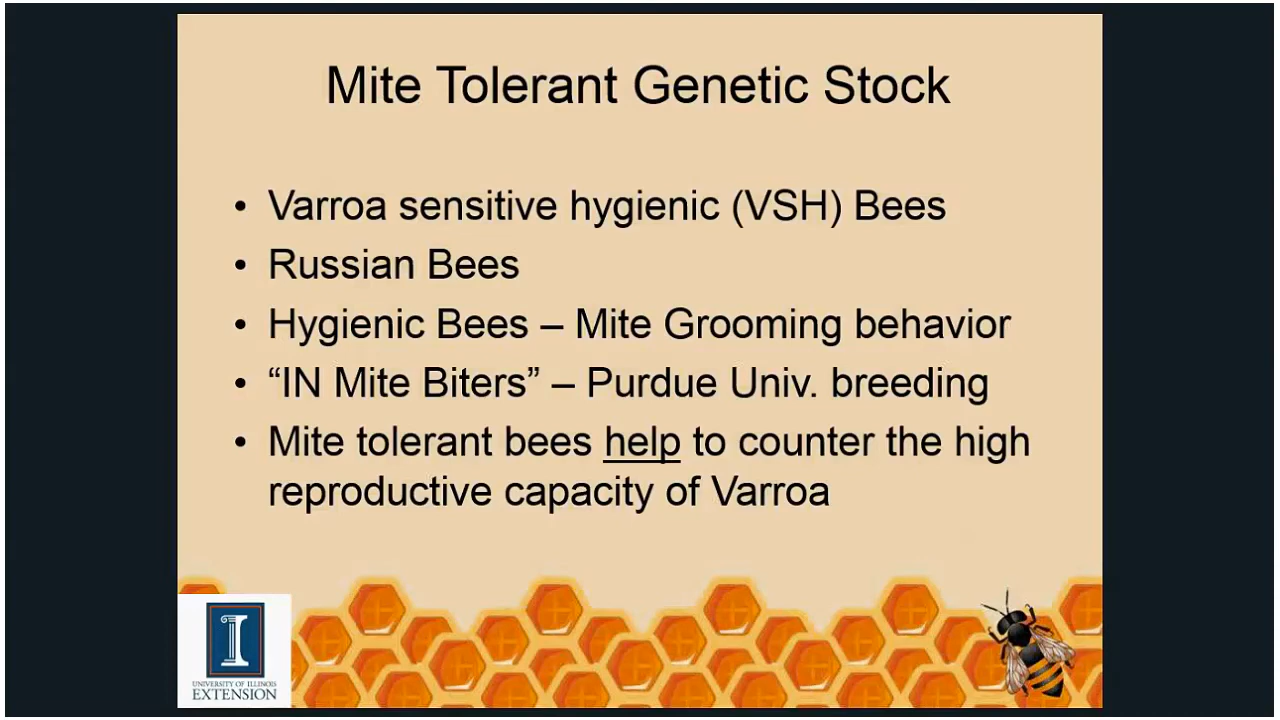 Mite Tolerant Genetic Stock
• Varroa sensitive hygienic (VSH) Bees
• Russian Bees
• Hygienic Bees – Mite Grooming behavior
• “IN Mite Biters” – Purdue Univ. breeding
• Mite tolerant bees help to counter the high
reproductive capacity of Varroa
I
UNIVERSITY OF ILLINOIS
EXTENSION